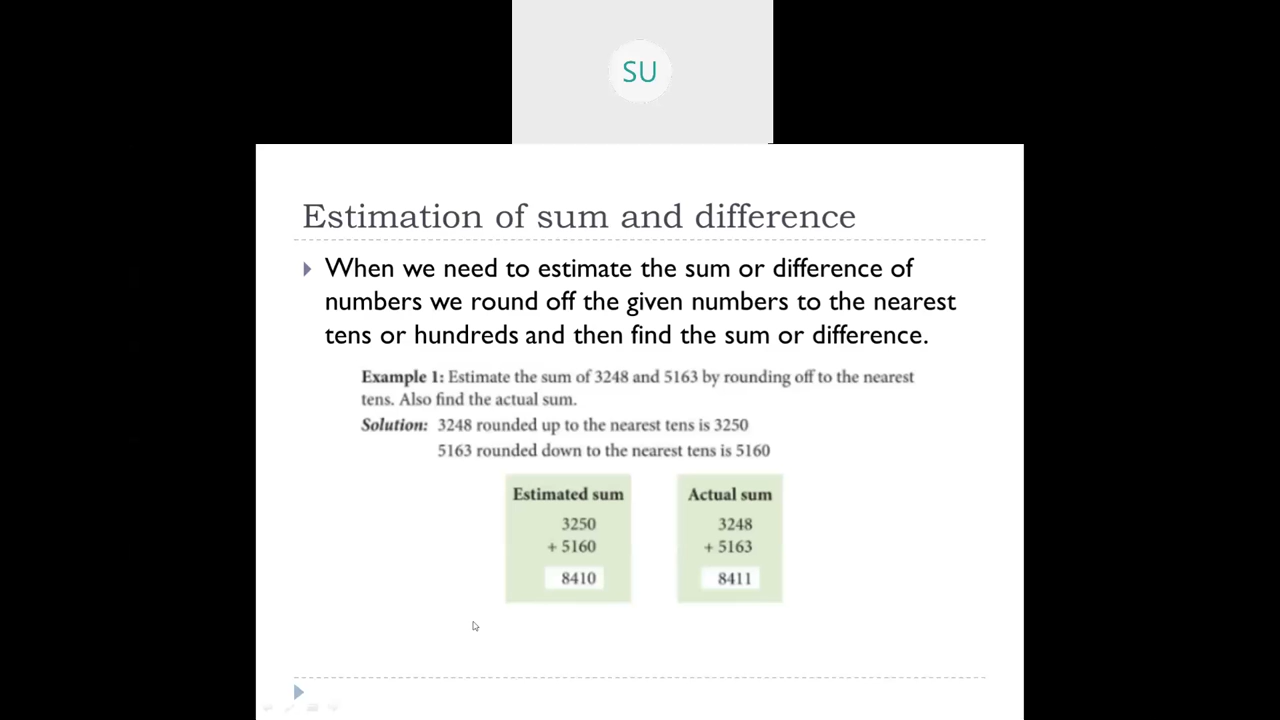 SU
Estimation of sum and difference
When we need to estimate the sum or difference of
numbers we round off the given numbers to the nearest
tens or hundreds and then find the sum or difference.
Example 1: Estimate the sum of 3248 and 5163 by rounding off to the nearest
tens. Also find the actual sum.
Solution: 3248 rounded up to the nearest tens is 3250
5163 rounded down to the nearest tens is 5160
Estimated sum
3250
+ 5160
8410
Actual sum
3248
+ 5163
8411